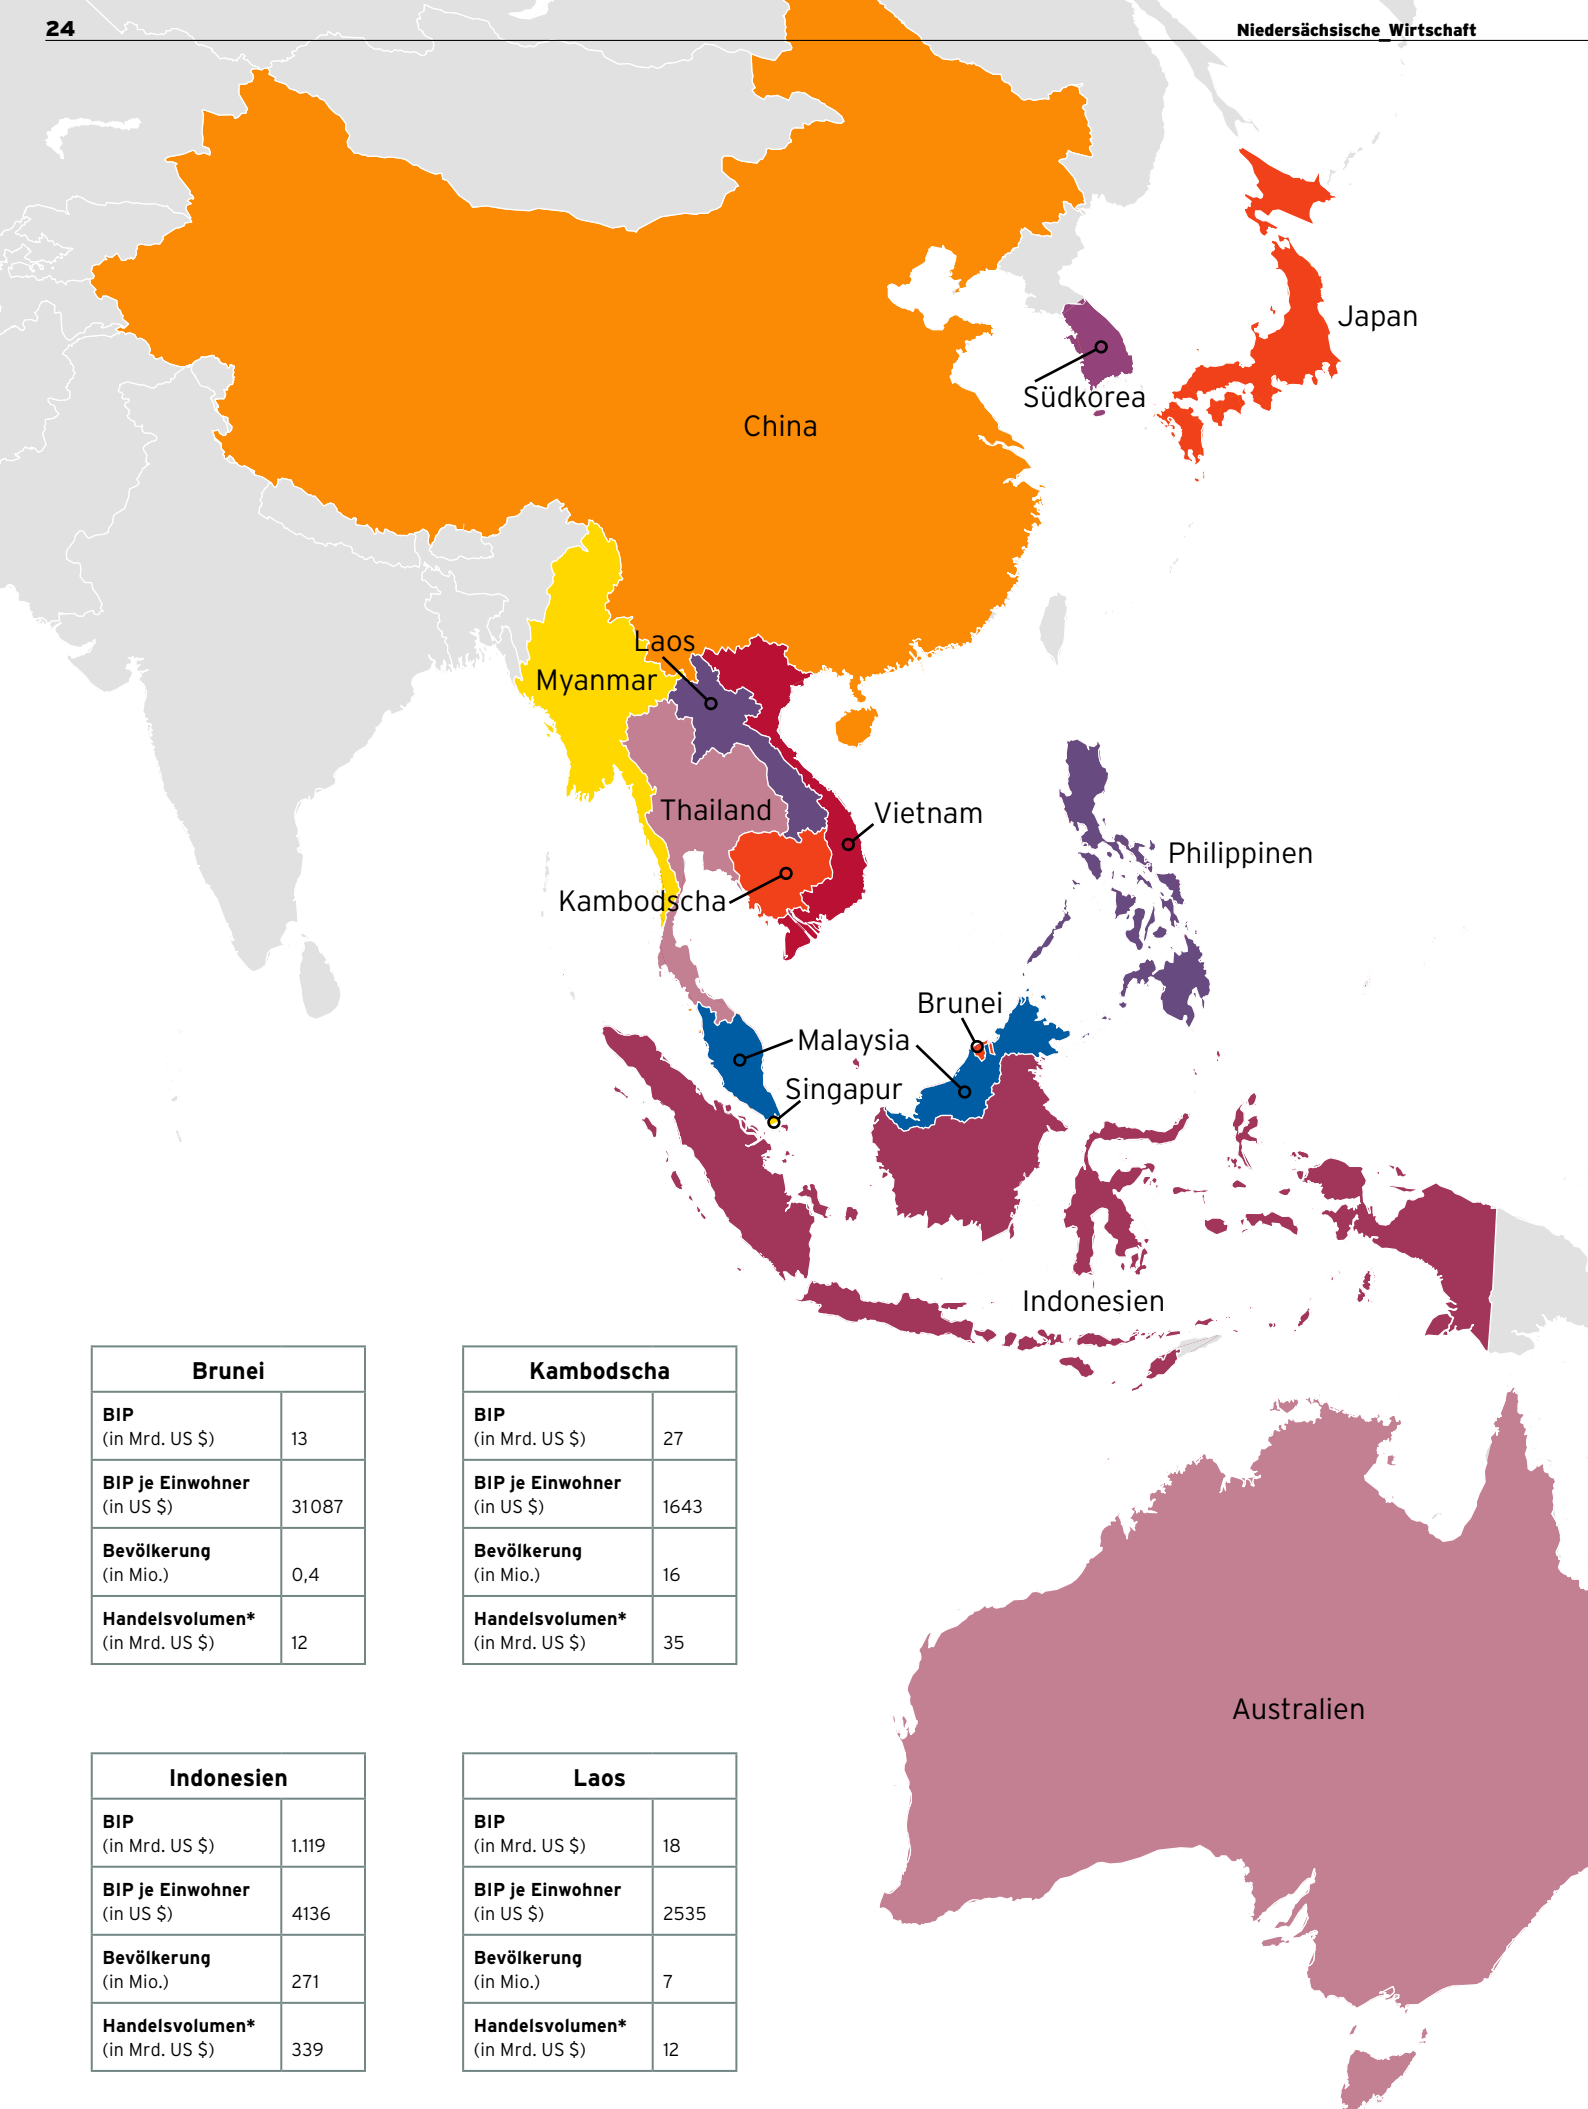 24
Niedersächsische_Wirtschaft
Japan
Südkorea
China
Laos
Myanmar
Thailand
Vietnam
Philippinen
Kambodscha
Brunei
Malaysia
Singapur
Indonesien
Brunei
BIP
(in Mrd. US $) 13
BIP je Einwohner
(in US $) 31087
Bevölkerung
(in Mio.) 0,4
Handelsvolumen*
(in Mrd. US $) 12
Kambodscha
BIP
(in Mrd. US $) 27
BIP je Einwohner
(in US $) 1643
Bevölkerung
(in Mio.) 16
Handelsvolumen*
(in Mrd. US $) 35
Australien
Indonesien
BIP
(in Mrd. US $) 1.119
BIP je Einwohner
(in US $) 4136
Bevölkerung
(in Mio.) 271
Handelsvolumen*
(in Mrd. US $) 339
Laos
BIP
(in Mrd. US $) 18
BIP je Einwohner
(in US $) 2535
Bevölkerung
(in Mio.) 7
Handelsvolumen*
(in Mrd. US $) 12